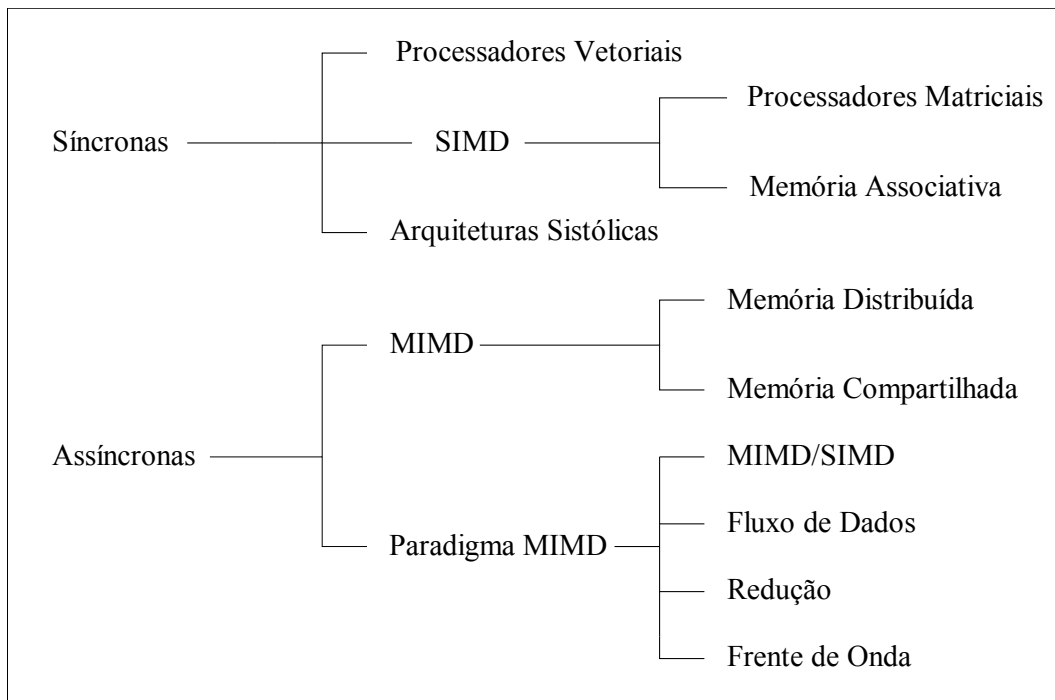 Processadores Vetoriais
Processadores Matriciais
Síncronas
SIMD
Memória Associativa
Arquiteturas Sistólicas
Memória Distribuída
MIMD
Memória Compartilhada
Assíncronas
MIMD/SIMD
Fluxo de Dados
Paradigma MIMD
Redução
Frente de Onda